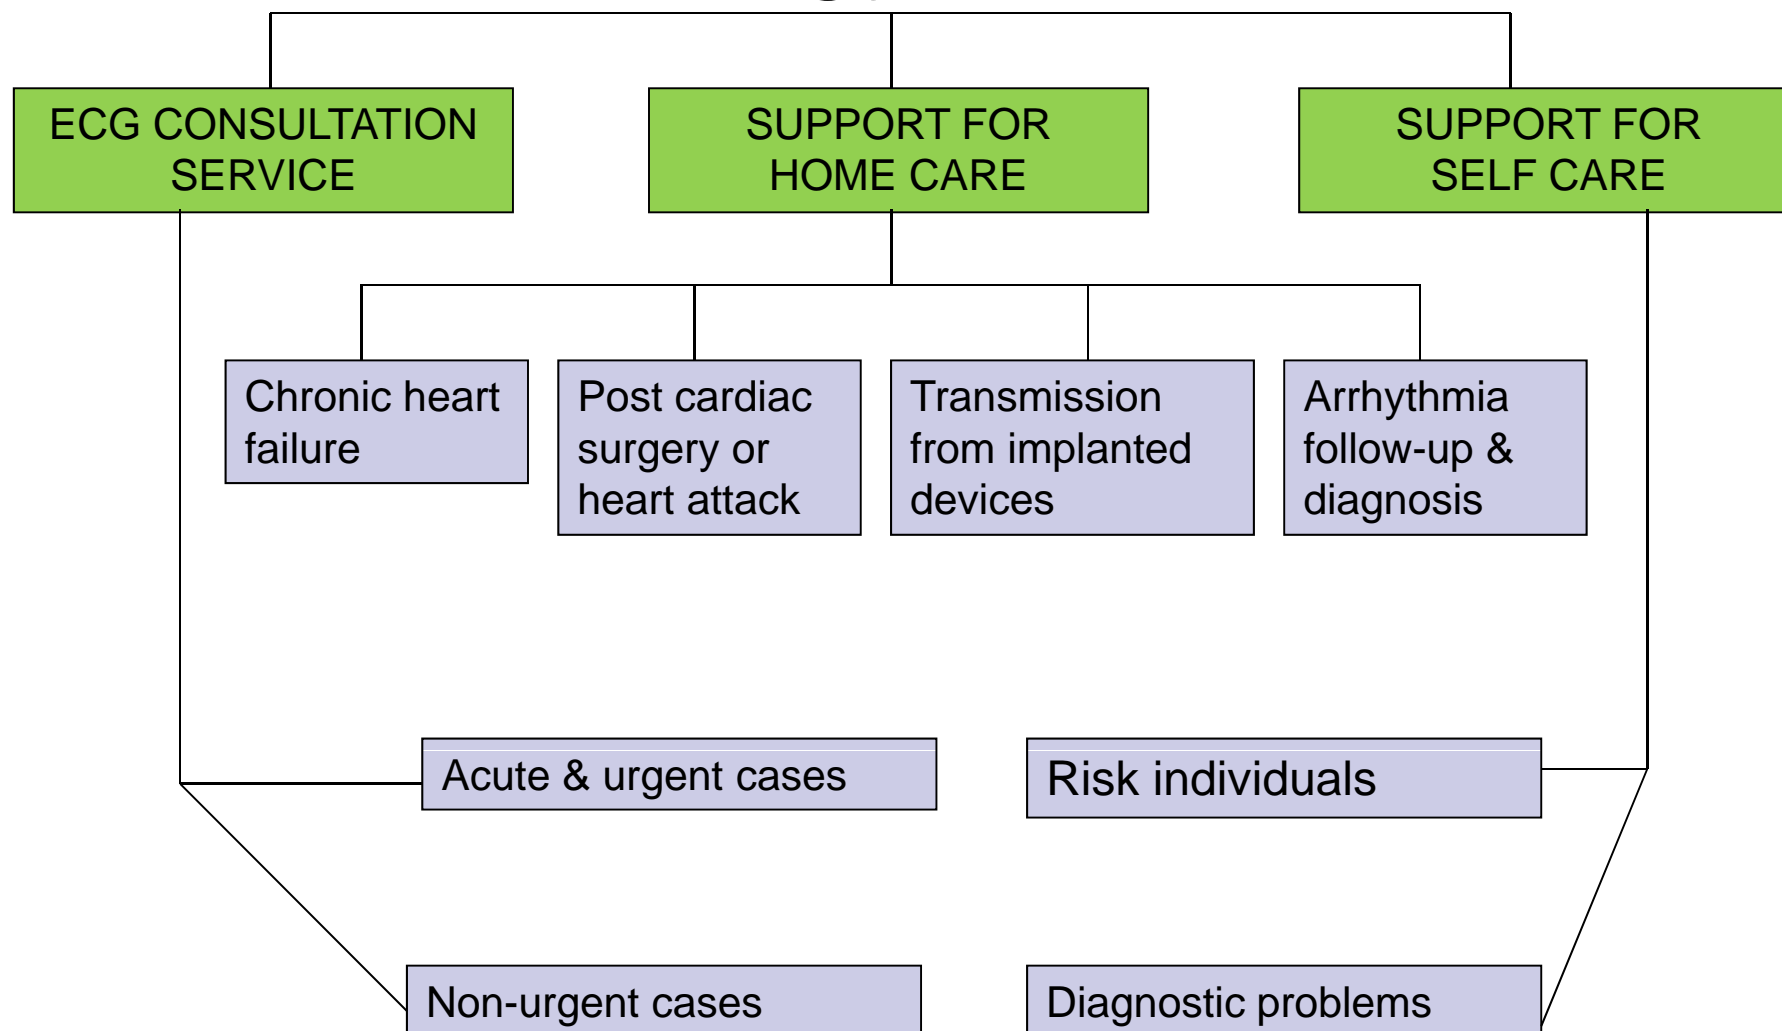 ECG CONSULTATION
SERVICE
SUPPORT FOR
HOME CARE
SUPPORT FOR
SELF CARE
Chronic heart
failure
Post cardiac
surgery or
heart attack
Transmission
from implanted
devices
Arrhythmia
follow-up &
diagnosis
Acute & urgent cases
Risk individuals
Non-urgent cases
Diagnostic problems